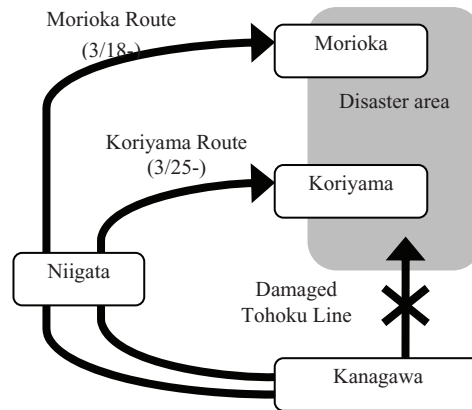 Morioka Route
(3/18-)
Morioka
Disaster area
Koriyama Route
(3/25-)
Koriyama
Niigata
Damaged
Tohoku Line
Kanagawa